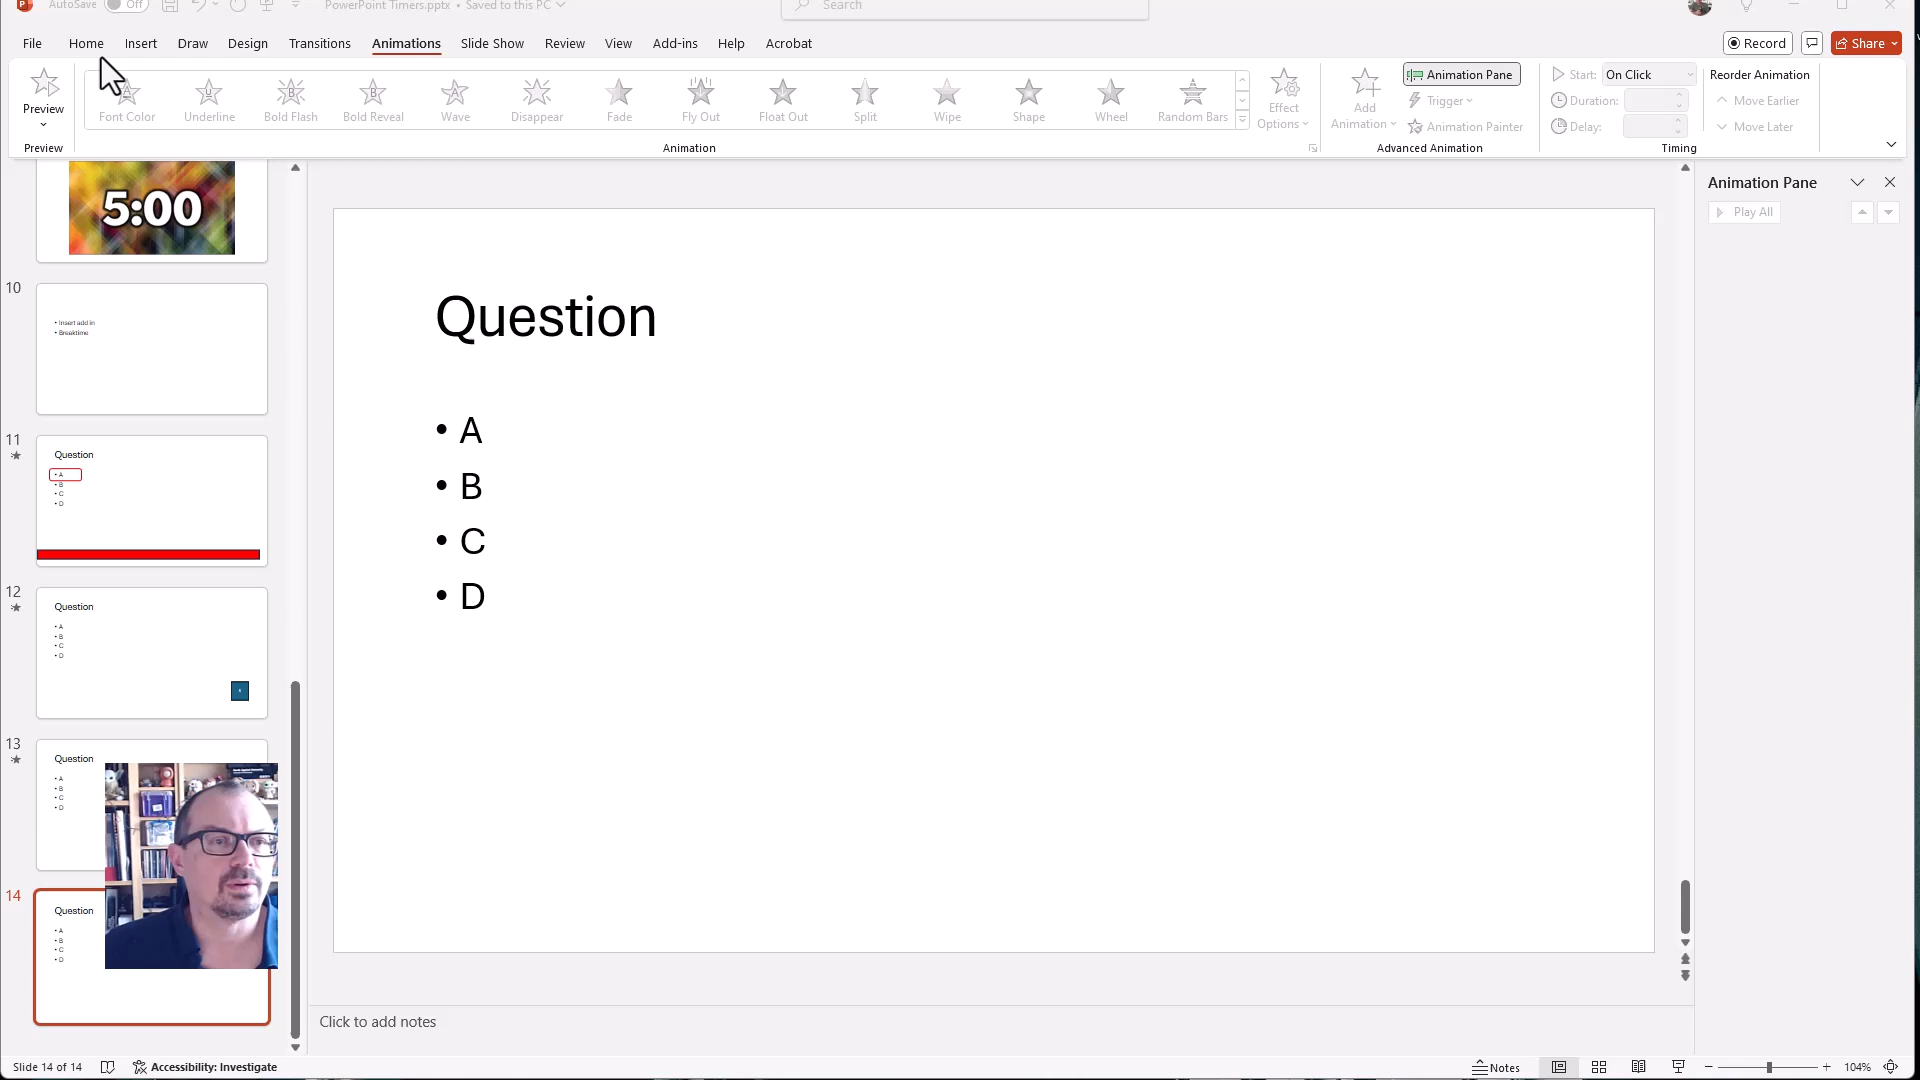 AutoSave Off PowerPoint Timers.pptx • Saved to this PC Search
File Home Insert Draw Design Transitions Animations Slide Show Review View Add-ins Help Acrobat Record Share
Preview Font Color Underline Bold Flash Bold Reveal Wave Disappear Fade Fly Out Float Out Split Wipe Shape Wheel Random Bars
Effect Options
Add Animation
Animation Pane
Trigger
Animation Painter
Start: On Click
Duration:
Delay:
Reorder Animation
Move Earlier
Move Later
Preview Animation Advanced Animation Timing
5:00
10
• Insert add in
• Breaktime
11
Question
• A
• B
• C
• D
12
Question
• A
• B
• C
• D
13
Question
• A
• B
• C
• D
14
Question
• A
• B
• C
• D
Question
• A
• B
• C
• D
Animation Pane
Play All
Click to add notes
Slide 14 of 14 Accessibility: Investigate Notes 104%